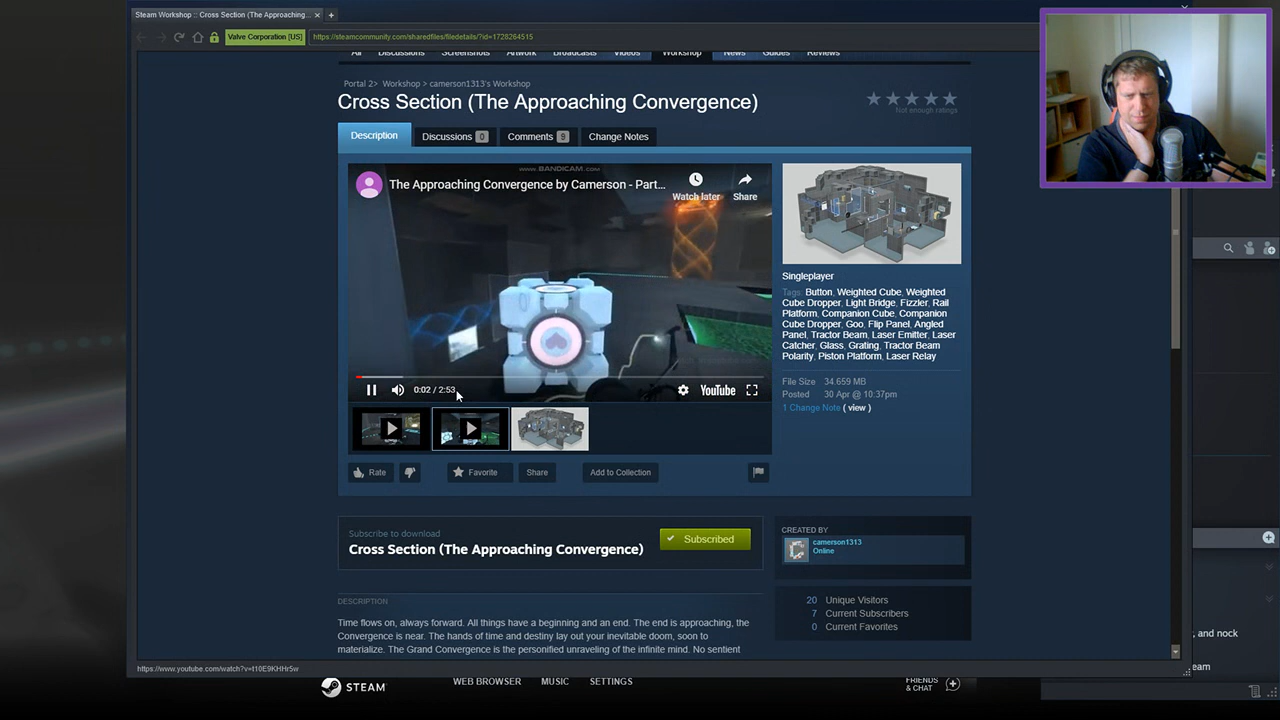 Steam Workshop :: Cross Section (The Approaching...
Valve Corporation [US]
https://steamcommunity.com/sharedfiles/filedetails/?id=1728264515
All Discussions Screenshots Artwork Broadcasts Videos Workshop News Guides Reviews
Portal 2> Workshop > camerson1313's Workshop
Cross Section (The Approaching Convergence)
Not enough ratings
Description
Discussions 0
Comments 9
Change Notes
www.BANDICAM.com
The Approaching Convergence by Camerson - Part...
Watch later
Share
0:02 / 2:53
YouTube
Singleplayer
Tags: Button, Weighted Cube, Weighted
Cube Dropper, Light Bridge, Fizzler, Rail
Platform, Companion Cube, Companion
Cube Dropper, Goo, Flip Panel, Angled
Panel, Tractor Beam, Laser Emitter, Laser
Catcher, Glass, Grating, Tractor Beam
Polarity, Piston Platform, Laser Relay
File Size 34.659 MB
Posted 30 Apr @ 10:37pm
1 Change Note ( view )
Rate
Favorite
Share
Add to Collection
Subscribe to download
Cross Section (The Approaching Convergence)
Subscribed
CREATED BY
camerson1313
Online
20 Unique Visitors
7 Current Subscribers
0 Current Favorites
DESCRIPTION
Time flows on, always forward. All things have a beginning and an end. The end is approaching, the
Convergence is near. The hands of time and destiny lay out your inevitable door, soon to
materialize. The Grand Convergence is the personified unraveling of the infinite mind. No sentient
, and nock
eam
https://www.youtube.com/watch?v=t10E9KHHr5w
STEAM
WEB BROWSER
MUSIC
SETTINGS
FRIENDS
& CHAT